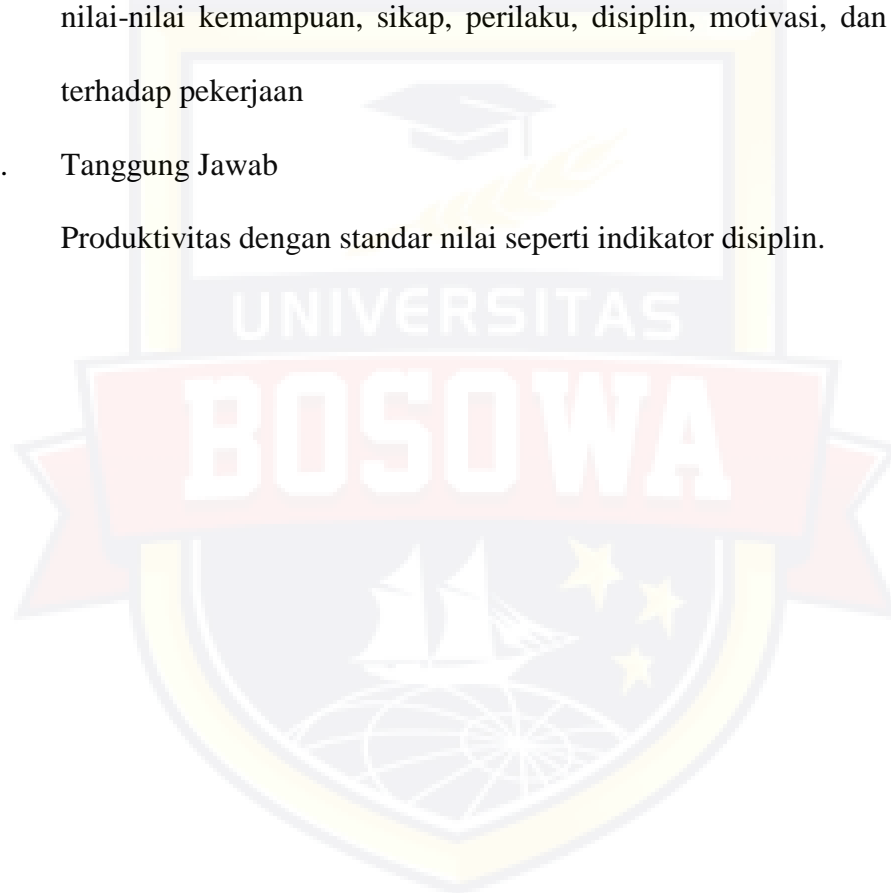 nilai-nilai kemampuan, sikap, perilaku, disiplin, motivasi, dan
terhadap pekerjaan
. Tanggung Jawab
Produktivitas dengan standar nilai seperti indikator disiplin.
UNIVERSITAS
BOSOWA